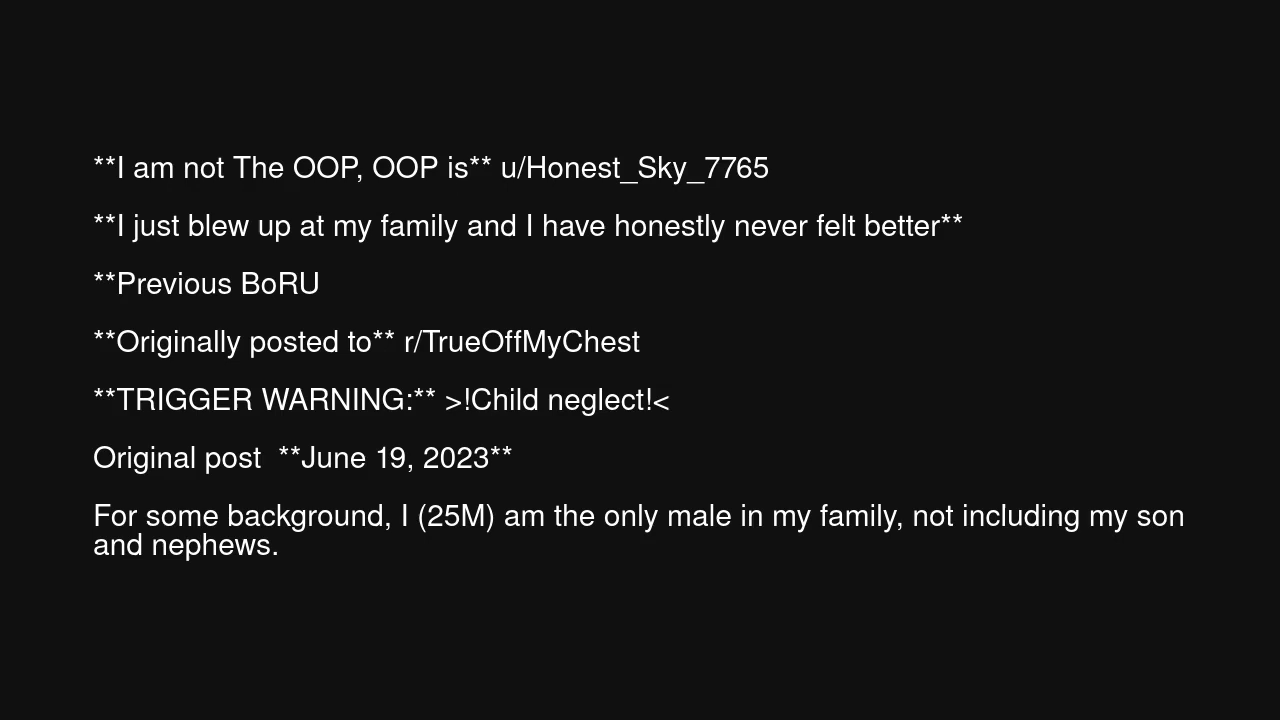 **I am not The OOP, OOP is** u/Honest_Sky_7765
**I just blew up at my family and I have honestly never felt better**
**Previous BoRU
**Originally posted to** r/TrueOffMyChest
**TRIGGER WARNING:** >!Child neglect!<
Original post  **June 19, 2023**
For some background, I (25M) am the only male in my family, not including my son
and nephews.